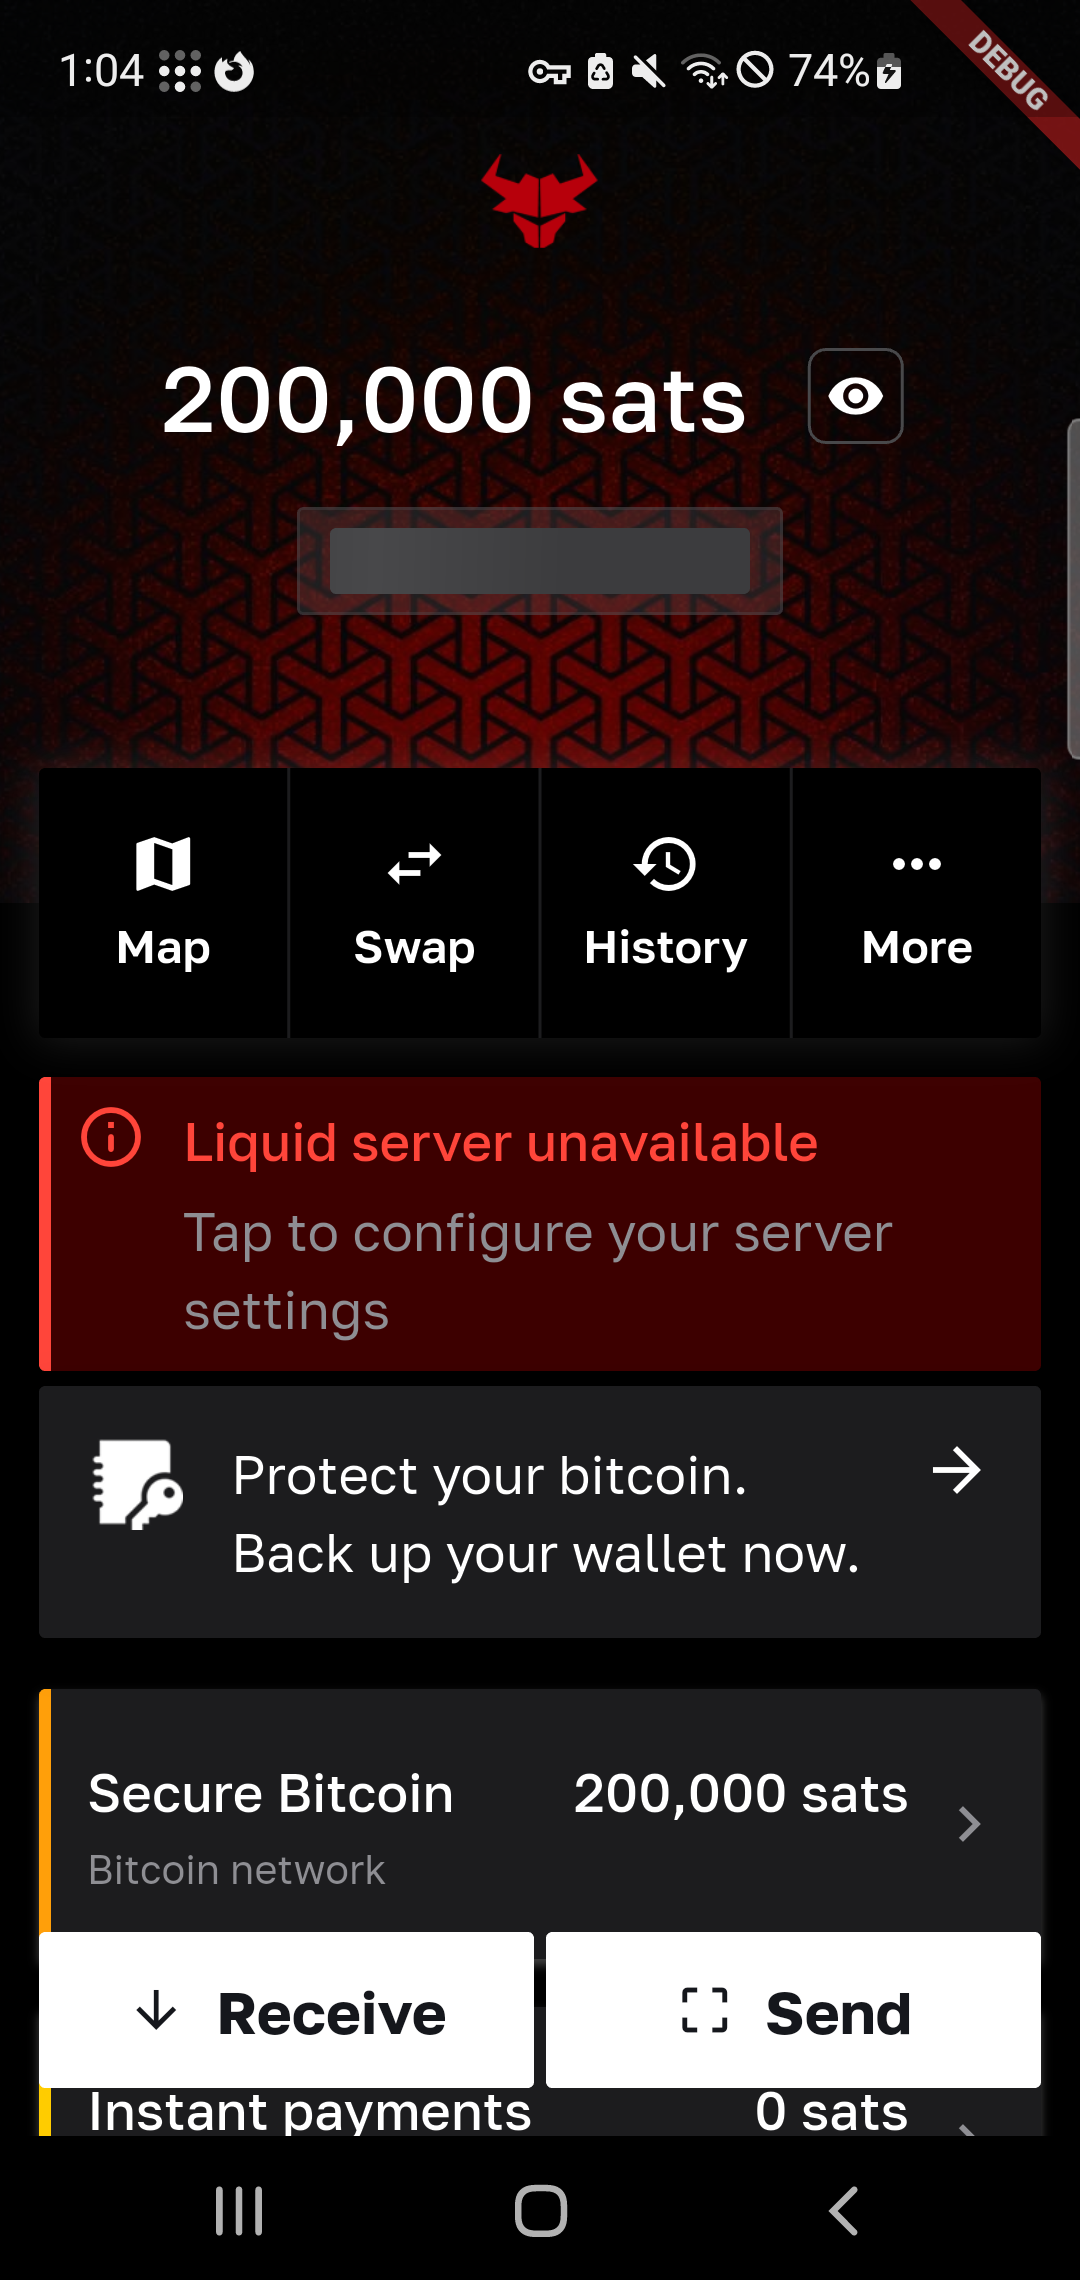 1:04
74%
DEBUG
200,000 sats
Map
Swap
History
More
Liquid server unavailable
Tap to configure your server
settings
Protect your bitcoin.
Back up your wallet now.
Secure Bitcoin
200,000 sats
Bitcoin network
Receive
Send
Instant payments
0 sats